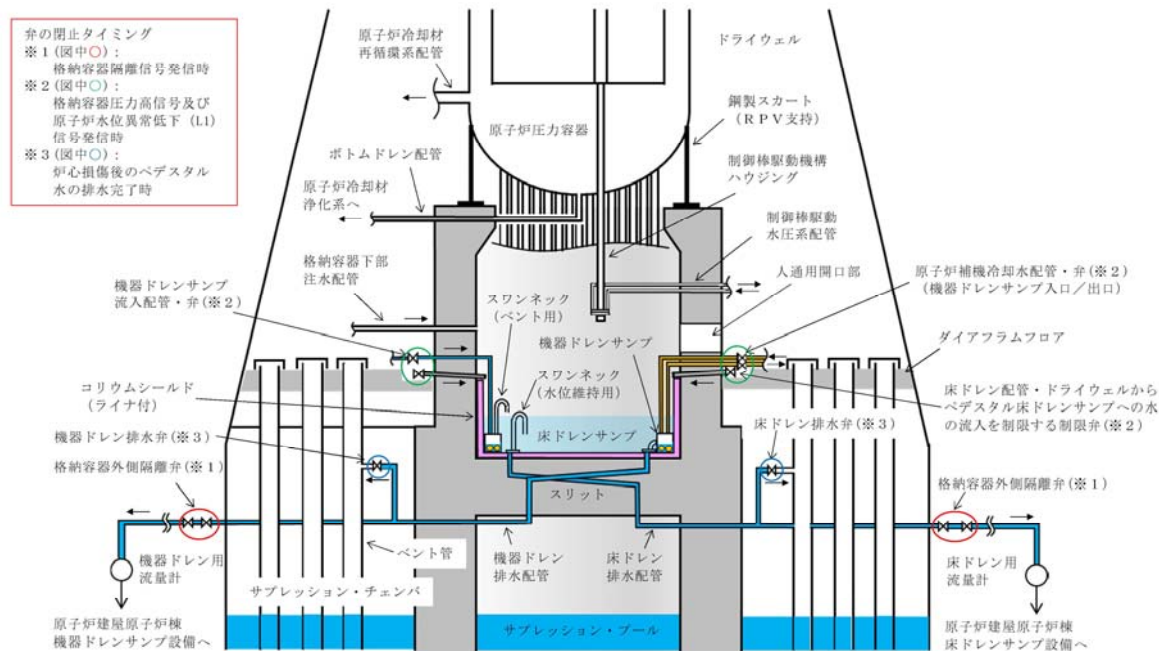 弁の閉止タイミング
※1(図中○):
格納容器隔離信号発信時
※2(図中○):
格納容器圧力高信号及び
原子炉水位異常低下(L1)
信号発信時
※3(図中○):
炉心損傷後のペデスタル
水の排水完了時
原子炉冷却材
再循環系配管
ドライウェル
原子炉圧力容器
鋼製スカート
(RPV支持)
ボトムドレン配管
制御棒駆動機構
ハウジング
原子炉冷却材
浄化系へ
制御棒駆動
水圧系配管
格納容器下部
注水配管
人通用開口部
原子炉補機冷却水配管・弁(※2)
(機器ドレンサンプ入口/出口)
機器ドレンサンプ
流入配管・弁(※2)
スワンネック
(ベント用)
機器ドレンサンプ
ダイアフラムフロア
コリウムシールド
(ライナ付)
スワンネック
(水位維持用)
床ドレン配管・ドライウェルから
ペデスタル床ドレンサンプへの水
の流入を制限する制限弁(※2)
床ドレンサンプ
機器ドレン排水弁(※3)
床ドレン排水弁(※3)
格納容器外側隔離弁(※1)
スリット
格納容器外側隔離弁(※1)
機器ドレン用
流量計
ベント管
機器ドレン
排水配管
床ドレン
排水配管
床ドレン用
流量計
サプレッション・チェンバ
原子炉建屋原子炉棟
機器ドレンサンプ設備へ
サプレッション・プール
原子炉建屋原子炉棟
床ドレンサンプ設備へ